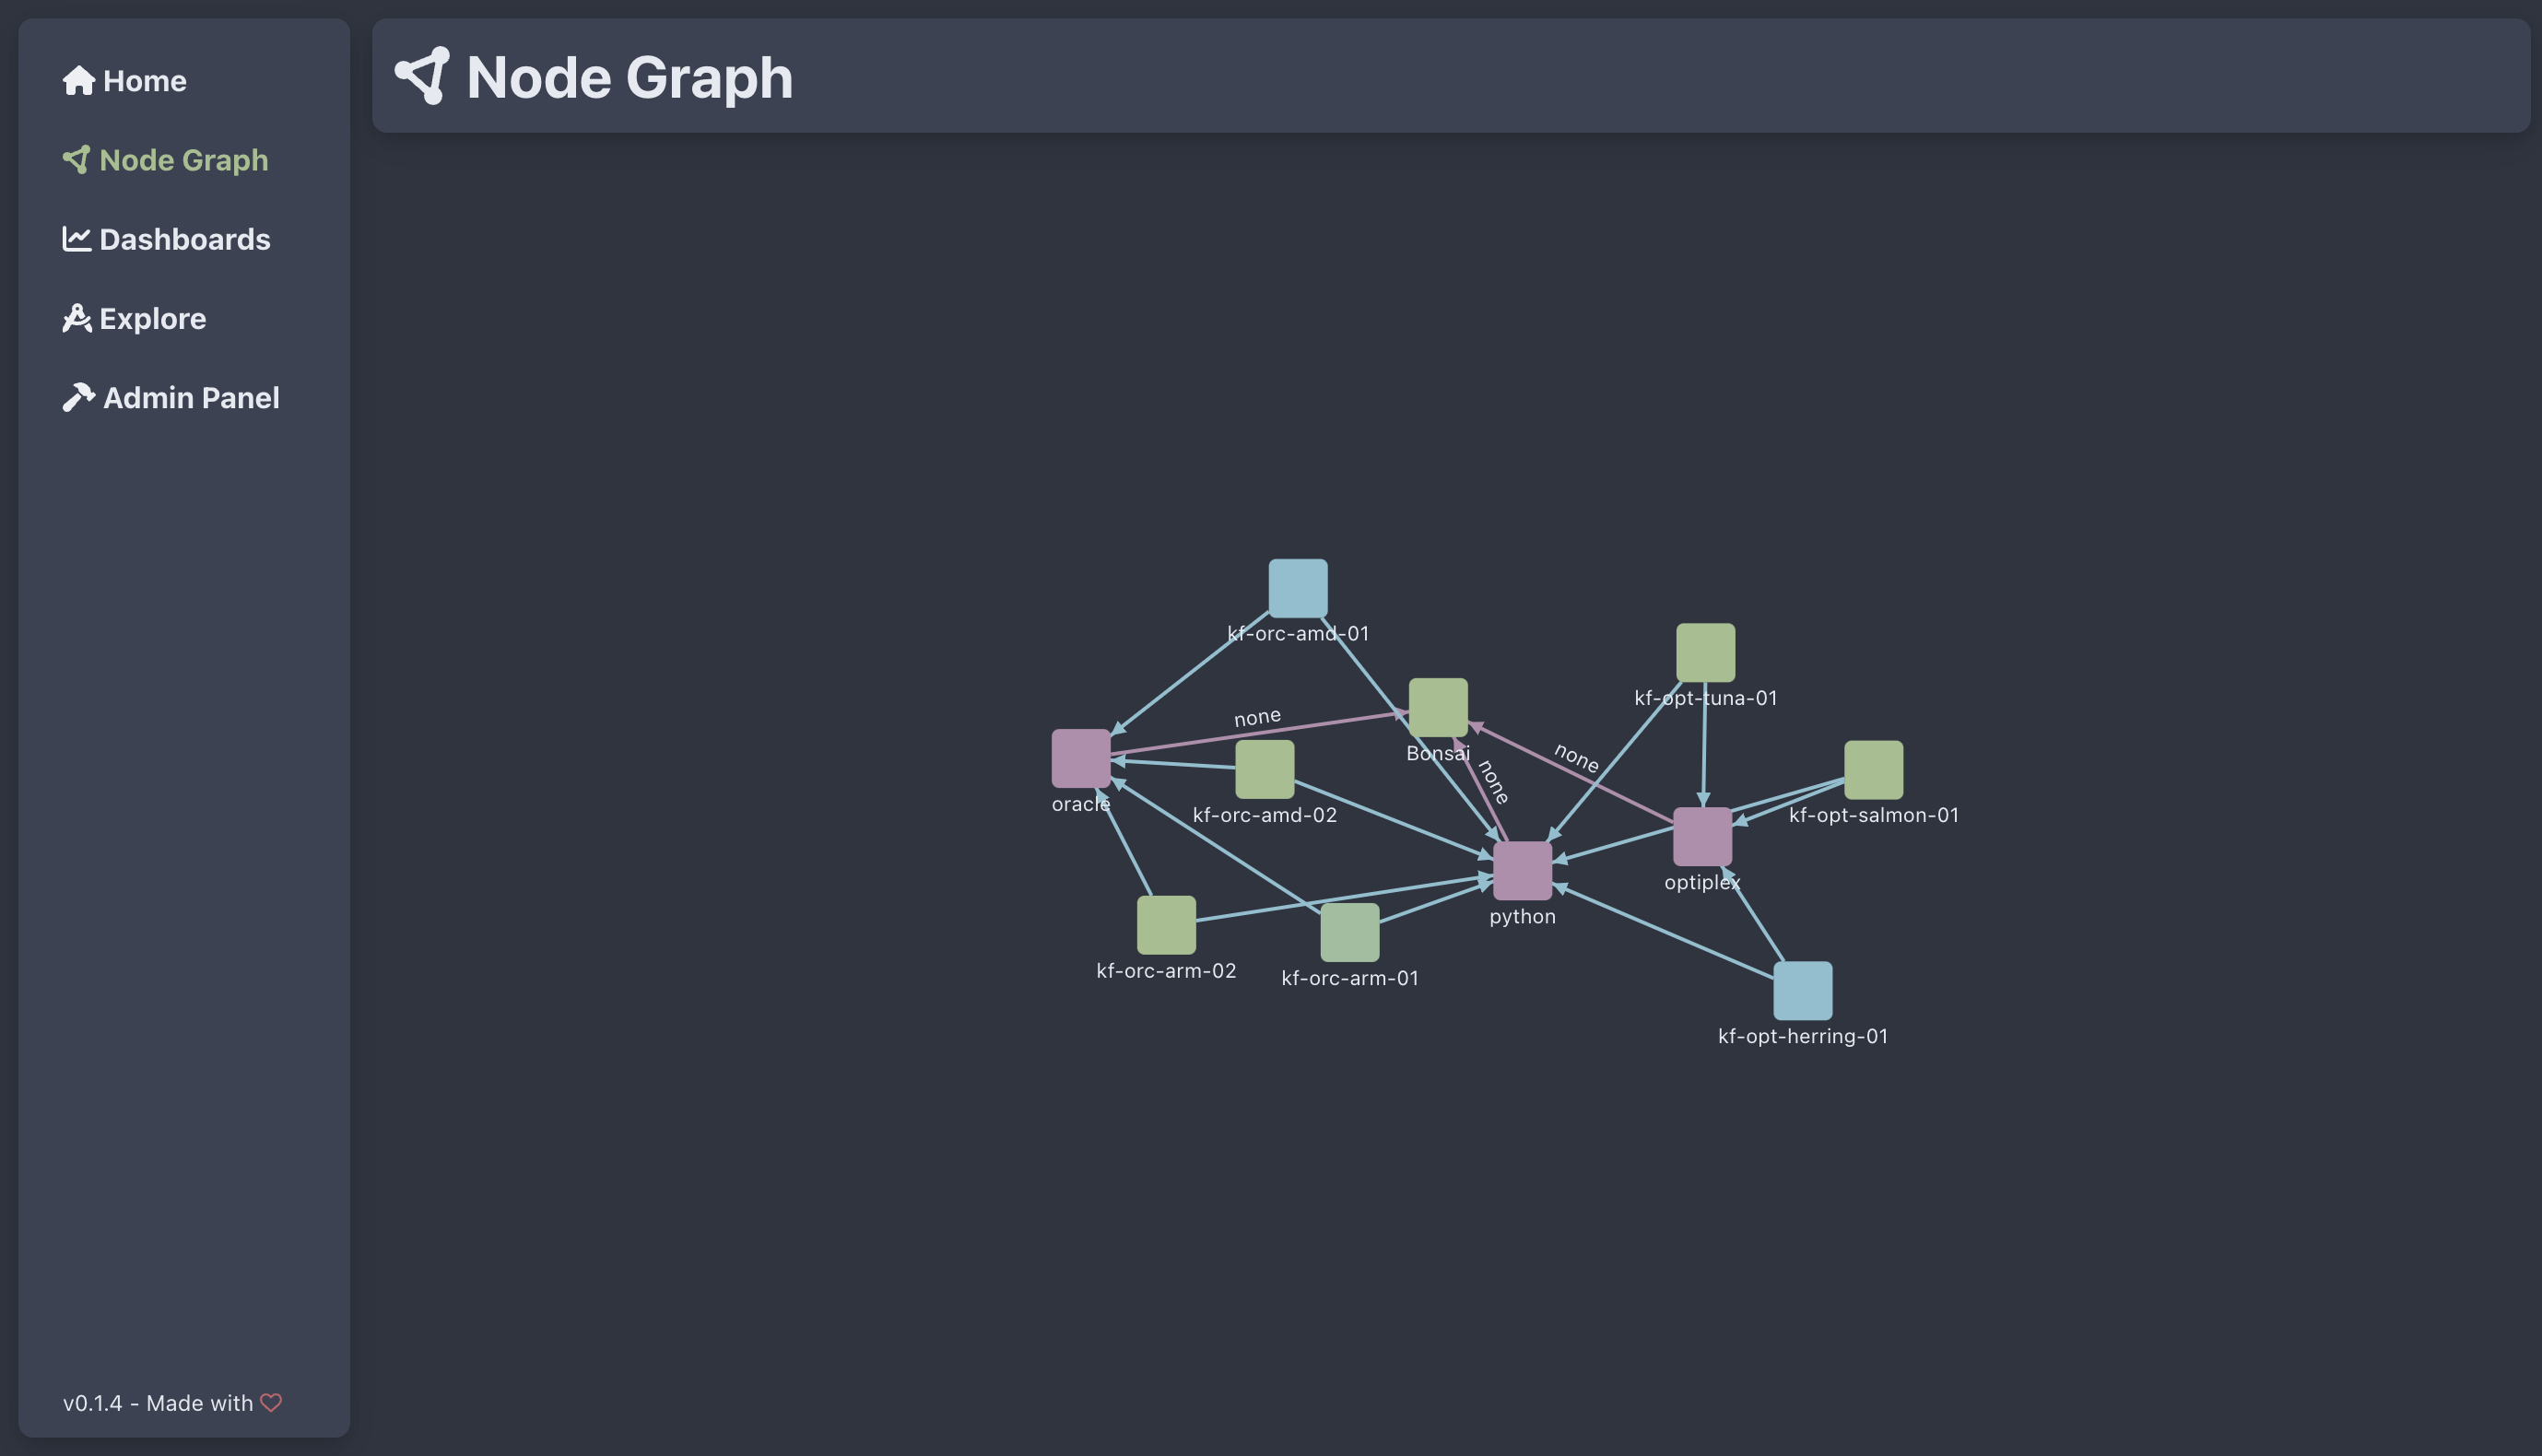 Home
Node Graph
Dashboards
Explore
Admin Panel
v0.1.4 - Made with
Node Graph
kf-orc-amd-01
kf-opt-tuna-01
none
Bonsai
none
none
oracle
kf-orc-amd-02
kf-opt-salmon-01
optiplex
python
kf-orc-arm-02
kf-orc-arm-01
kf-opt-herring-01